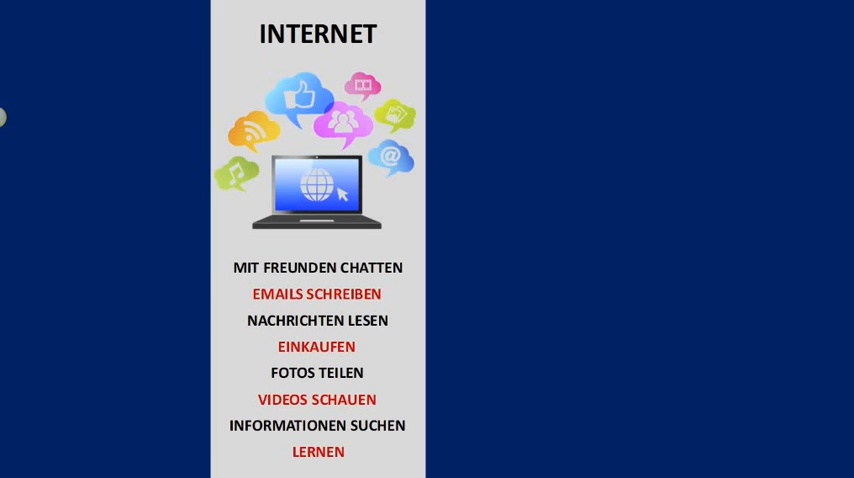 INTERNET
@
MIT FREUNDEN CHATTEN
EMAILS SCHREIBEN
NACHRICHTEN LESEN
EINKAUFEN
FOTOS TEILEN
VIDEOS SCHAUEN
INFORMATIONEN SUCHEN
LERNEN